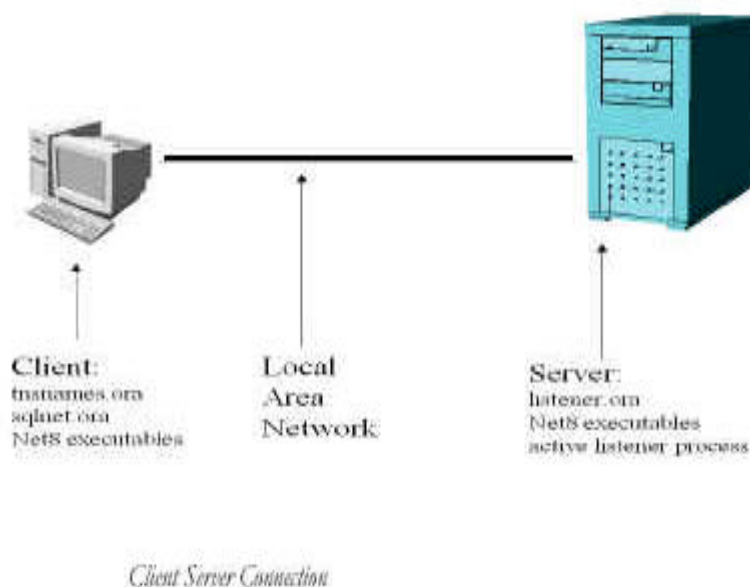 Client:
tnsnames.ora
sqlnet.ora
Net8 executables
Local
Area
Network
Server:
listener.ora
Net8 executables
active listener process
Client Server Connection